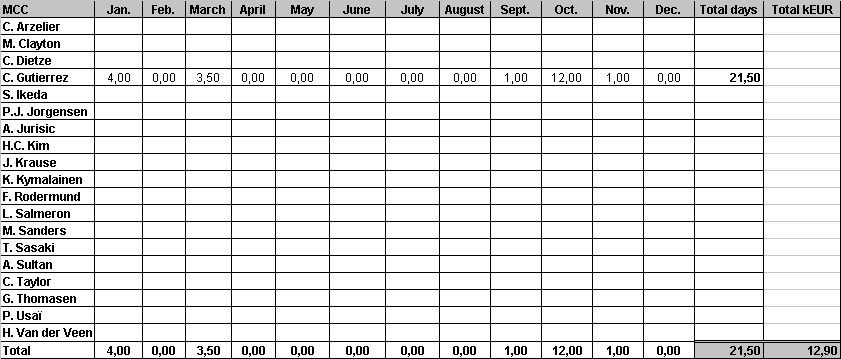 MCC Jan. Feb. March April May June July August Sept. Oct. Nov. Dec. Total days Total kEUR
C. Arzelier
M. Clayton
C. Dietze
C. Gutierrez 4,00 0,00 3,50 0,00 0,00 0,00 0,00 0,00 1,00 12,00 1,00 0,00 21,50
S. Ikeda
P.J. Jorgensen
A. Jurisic
H.C. Kim
J. Krause
K. Kymalainen
F. Rodermund
L. Salmeron
M. Sanders
T. Sasaki
A. Sultan
C. Taylor
G. Thomasen
P. Usaï
H. Van der Veen
Total 4,00 0,00 3,50 0,00 0,00 0,00 0,00 0,00 1,00 12,00 1,00 0,00 21,50 12,90